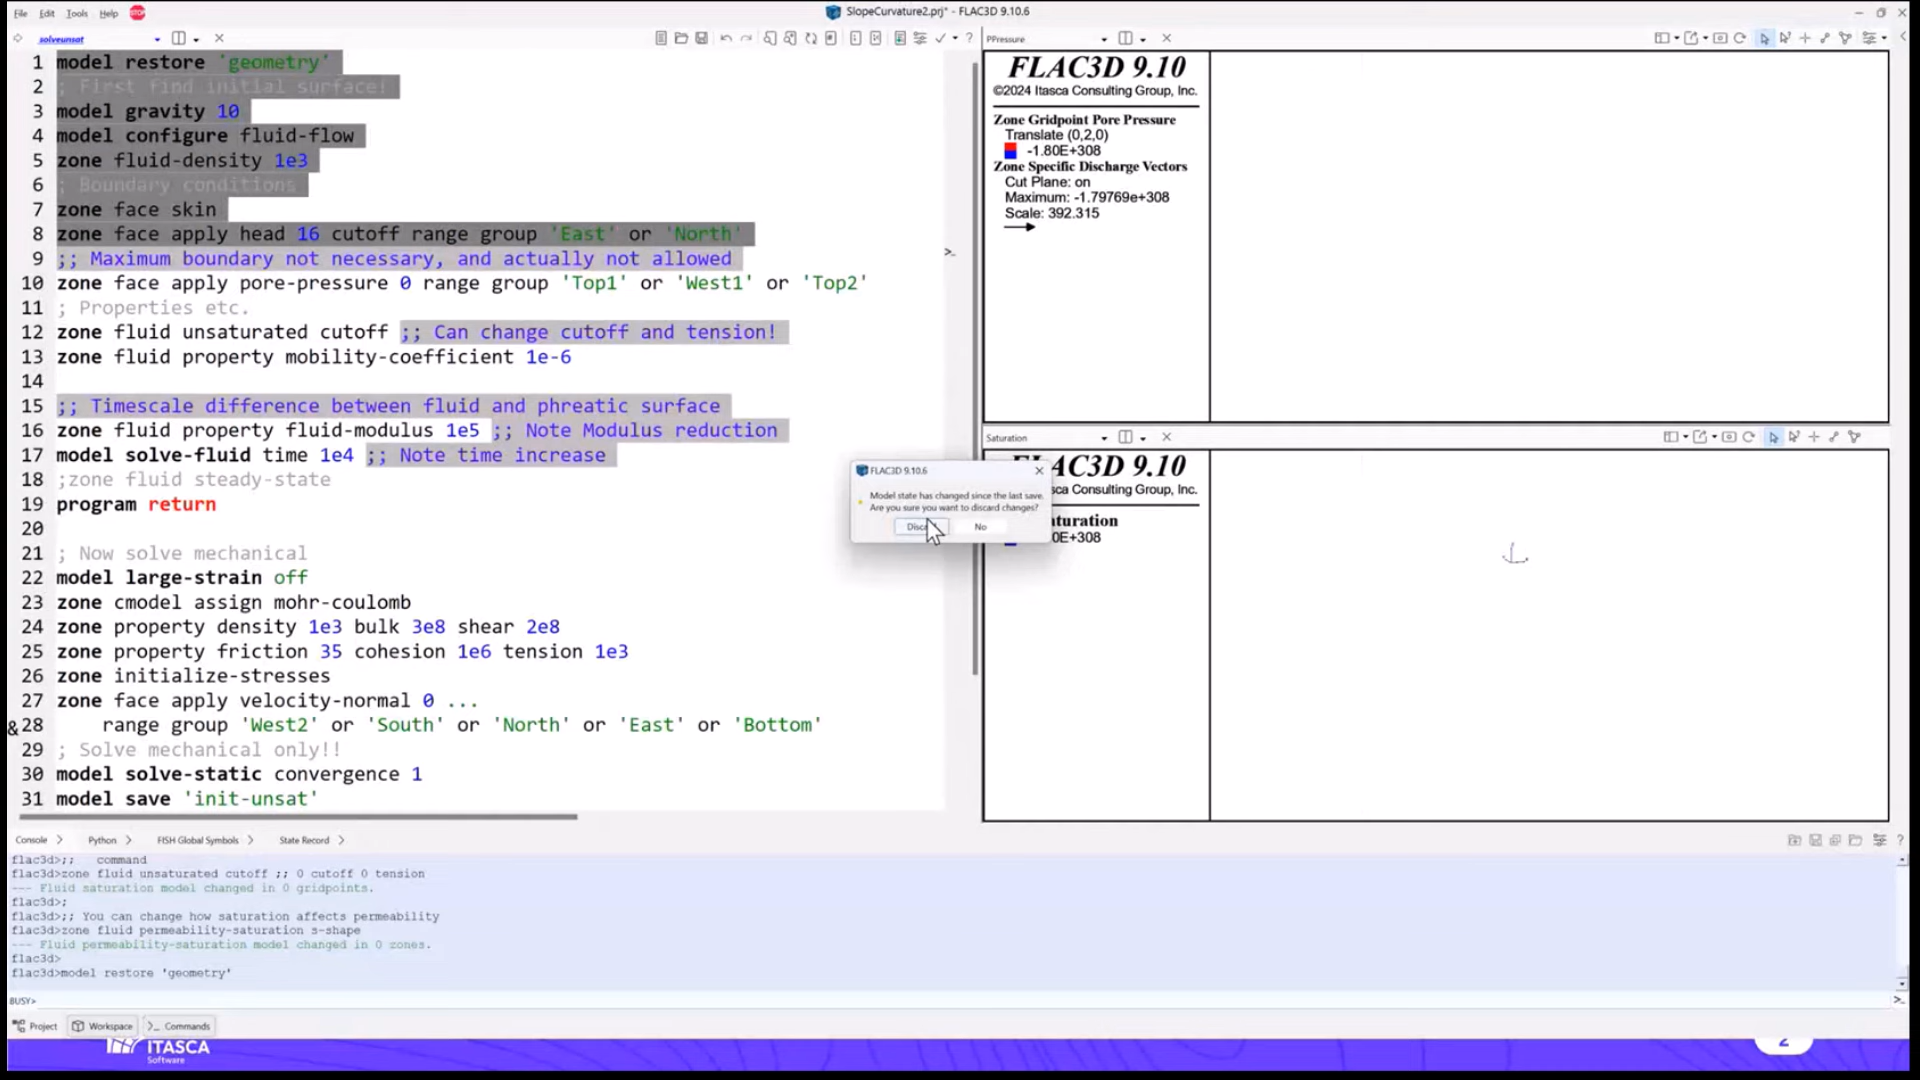 File Edit Tools Help STOP
SlopeCurvature2.prj* - FLAC3D 9.10.6
solveunsat
1 model restore 'geometry'
2 ; First find initial surface!
3 model gravity 10
4 model configure fluid-flow
5 zone fluid-density 1e3
6 ; Boundary conditions
7 zone face skin
8 zone face apply head 16 cutoff range group 'East' or 'North'
9 ;; Maximum boundary not necessary, and actually not allowed
10 zone face apply pore-pressure 0 range group 'Top1' or 'West1' or 'Top2'
11 ; Properties etc.
12 zone fluid unsaturated cutoff ;; Can change cutoff and tension!
13 zone fluid property mobility-coefficient 1e-6
14
15 ;; Timescale difference between fluid and phreatic surface
16 zone fluid property fluid-modulus 1e5 ;; Note Modulus reduction
17 model solve-fluid time 1e4 ;; Note time increase
18 ;zone fluid steady-state
19 program return
20
21 ; Now solve mechanical
22 model large-strain off
23 zone cmodel assign mohr-coulomb
24 zone property density 1e3 bulk 3e8 shear 2e8
25 zone property friction 35 cohesion 1e6 tension 1e3
26 zone initialize-stresses
27 zone face apply velocity-normal 0 ...
&28 range group 'West2' or 'South' or 'North' or 'East' or 'Bottom'
29 ; Solve mechanical only!!
30 model solve-static convergence 1
31 model save 'init-unsat'
PPressure
FLAC3D 9.10
©2024 Itasca Consulting Group, Inc.
Zone Gridpoint Pore Pressure
Translate (0,2,0)
-1.80E+308
Zone Specific Discharge Vectors
Cut Plane: on
Maximum: -1.79769e+308
Scale: 392.315
Saturation
AC3D 9.10
sca Consulting Group, Inc.
turation
0E+308
FLAC3D 9.10.6
Model state has changed since the last save.
Are you sure you want to discard changes?
No
Console Python FISH Global Symbols State Record
flac3d>;; command
flac3d>zone fluid unsaturated cutoff ;; 0 cutoff 0 tension
--- Fluid saturation model changed in 0 gridpoints.
flac3d>;
flac3d>;; You can change how saturation affects permeability
flac3d>zone fluid permeability-saturation s-shape
--- Fluid permeability-saturation model changed in 0 zones.
flac3d>
flac3d>model restore 'geometry'
BUSY>
Project Workspace Commands
ITASCA
Software
2